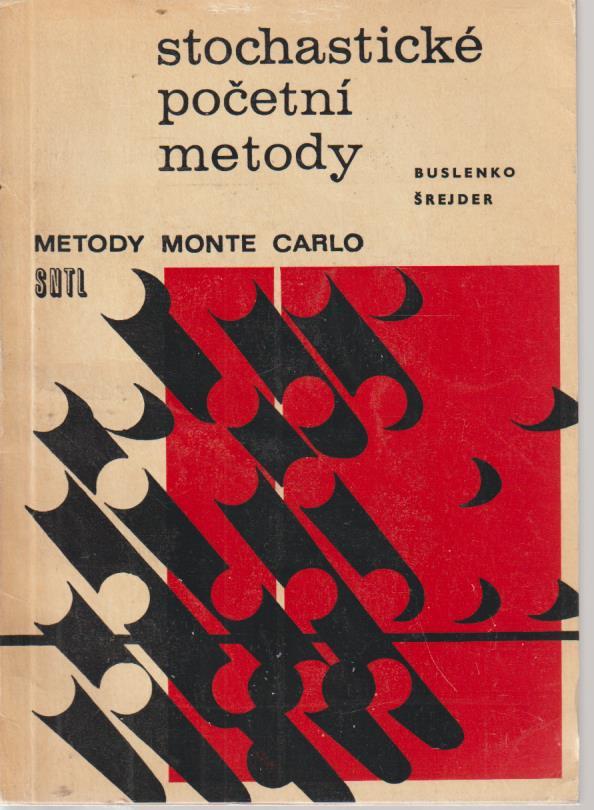 stochastické
početní
metody
BUSLENKO
ŠREJDER
METODY MONTE CARLO
SNTL